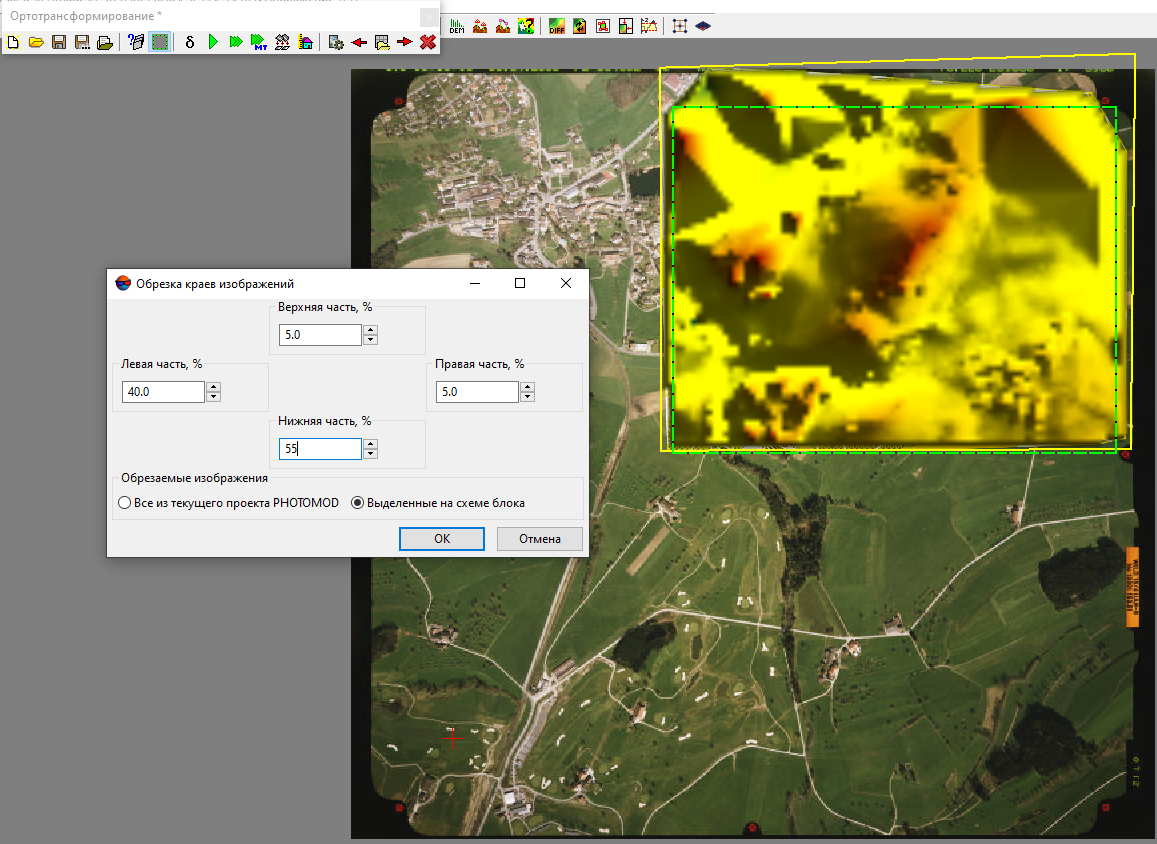 Ортотрансформирование *
DEM
DIFF
?
δ
MT
Обрезка краев изображений
Верхняя часть, %
5.0
Левая часть, %
40.0
Правая часть, %
5.0
Нижняя часть, %
55
Обрезаемые изображения
Все из текущего проекта PHOTOMOD
Выделенные на схеме блока
OK
Отмена